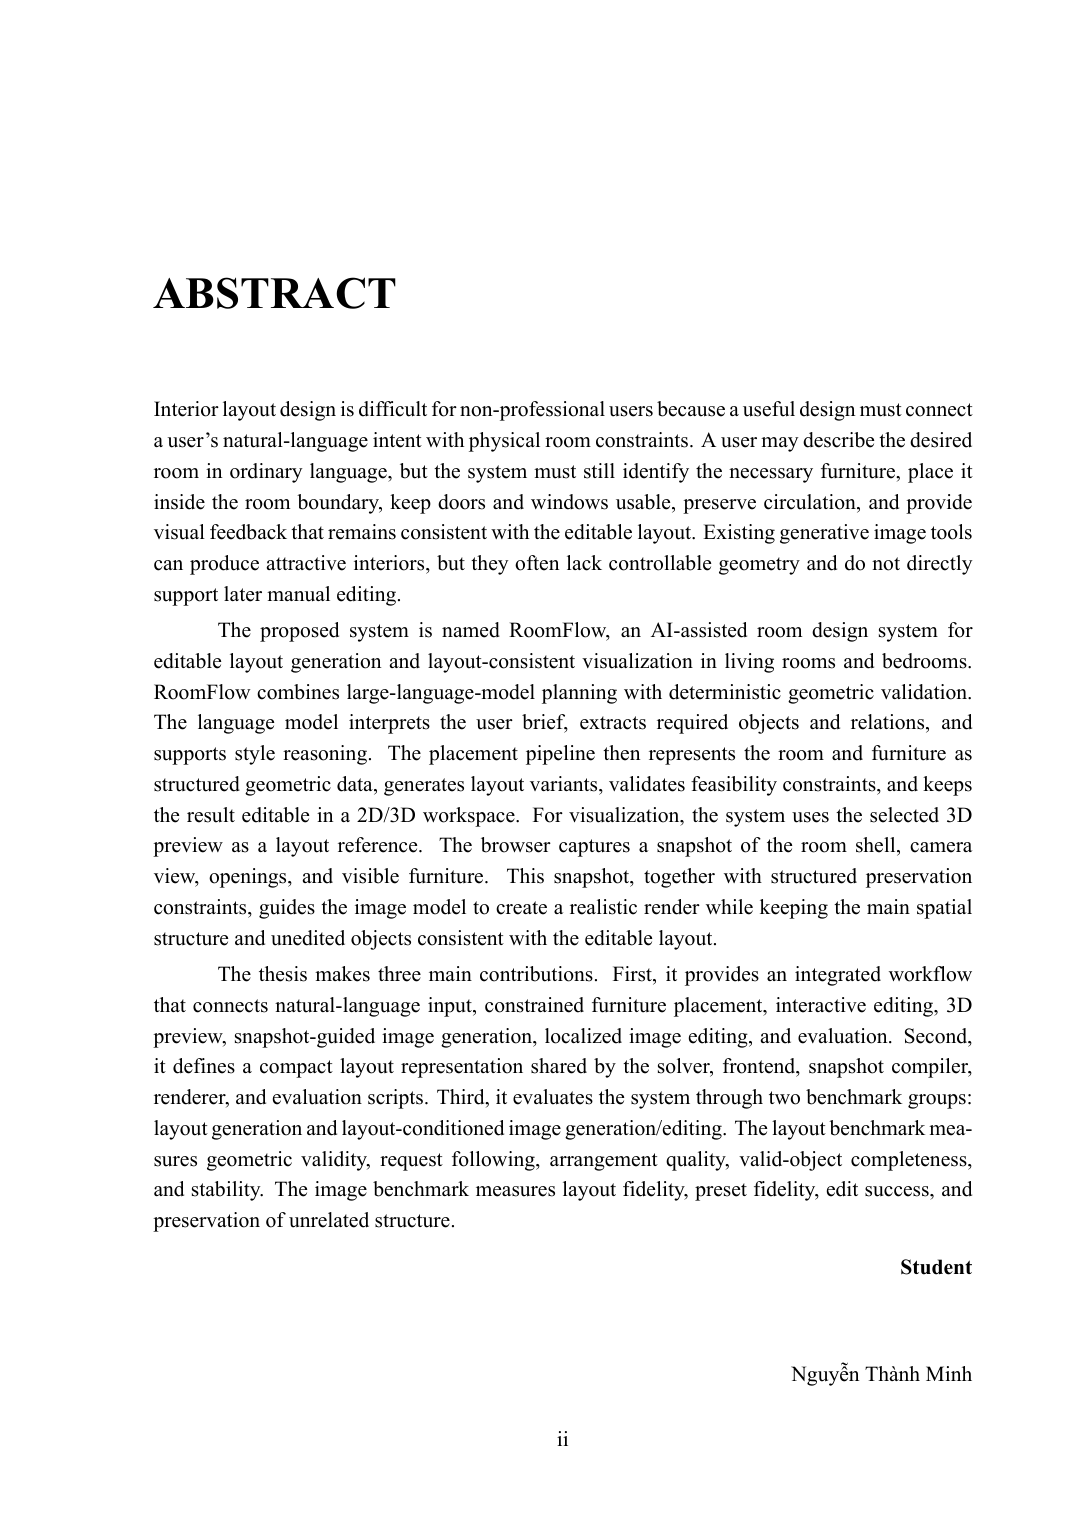 ABSTRACT
Interior layout design is difficult for non-professional users because a useful design must connect
a user’s natural-language intent with physical room constraints. A user may describe the desired
room in ordinary language, but the system must still identify the necessary furniture, place it
inside the room boundary, keep doors and windows usable, preserve circulation, and provide
visual feedback that remains consistent with the editable layout. Existing generative image tools
can produce attractive interiors, but they often lack controllable geometry and do not directly
support later manual editing.
The proposed system is named RoomFlow, an AI-assisted room design system for
editable layout generation and layout-consistent visualization in living rooms and bedrooms.
RoomFlow combines large-language-model planning with deterministic geometric validation.
The language model interprets the user brief, extracts required objects and relations, and
supports style reasoning. The placement pipeline then represents the room and furniture as
structured geometric data, generates layout variants, validates feasibility constraints, and keeps
the result editable in a 2D/3D workspace. For visualization, the system uses the selected 3D
preview as a layout reference. The browser captures a snapshot of the room shell, camera
view, openings, and visible furniture. This snapshot, together with structured preservation
constraints, guides the image model to create a realistic render while keeping the main spatial
structure and unedited objects consistent with the editable layout.
The thesis makes three main contributions. First, it provides an integrated workflow
that connects natural-language input, constrained furniture placement, interactive editing, 3D
preview, snapshot-guided image generation, localized image editing, and evaluation. Second,
it defines a compact layout representation shared by the solver, frontend, snapshot compiler,
renderer, and evaluation scripts. Third, it evaluates the system through two benchmark groups:
layout generation and layout-conditioned image generation/editing. The layout benchmark mea-
sures geometric validity, request following, arrangement quality, valid-object completeness,
and stability. The image benchmark measures layout fidelity, preset fidelity, edit success, and
preservation of unrelated structure.
Student
Nguyễn Thành Minh
ii